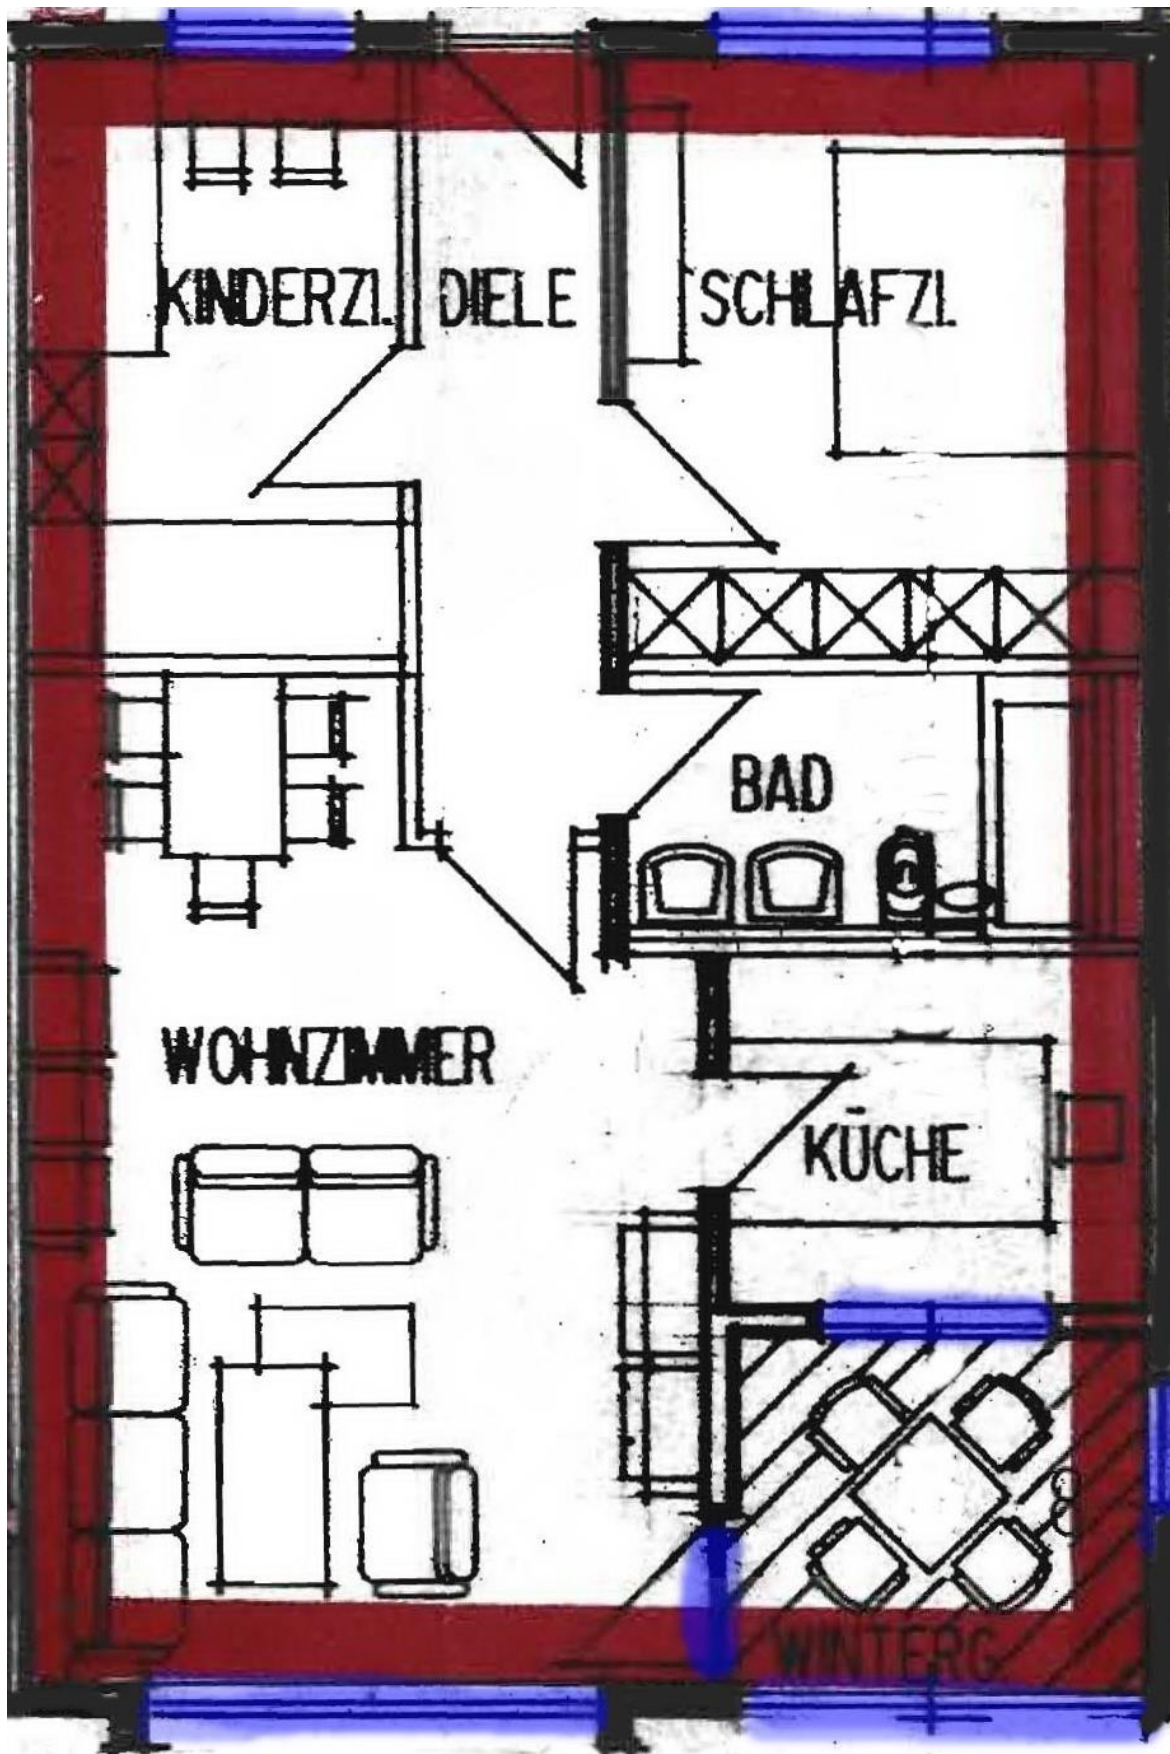 KINDERZI.
DIELE
SCHLAFZI.
BAD
WOHNZIMMER
KÜCHE
WINTERG